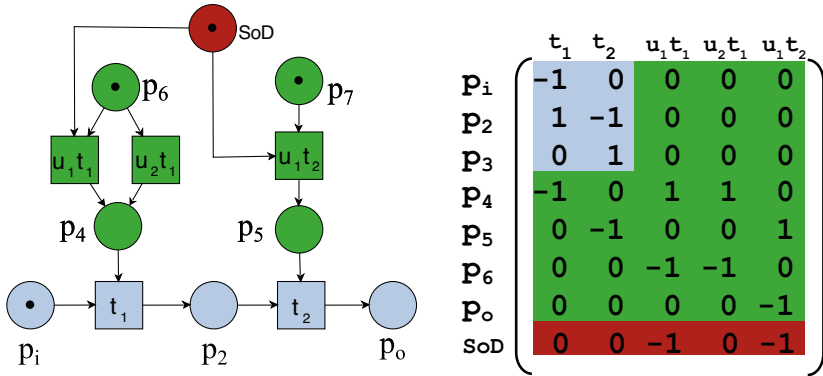 SoD
p6
p7
u1t1 u2t1 u1t2
p4 p5
t1 t2
pi p2 po
t1 t2 u1t1 u2t1 u1t2
pi -1 0 0 0 0
p2 1 -1 0 0 0
p3 0 1 0 0 0
p4 -1 0 1 1 0
p5 0 -1 0 0 1
p6 0 0 -1 -1 0
po 0 0 0 0 -1
SoD 0 0 -1 0 -1